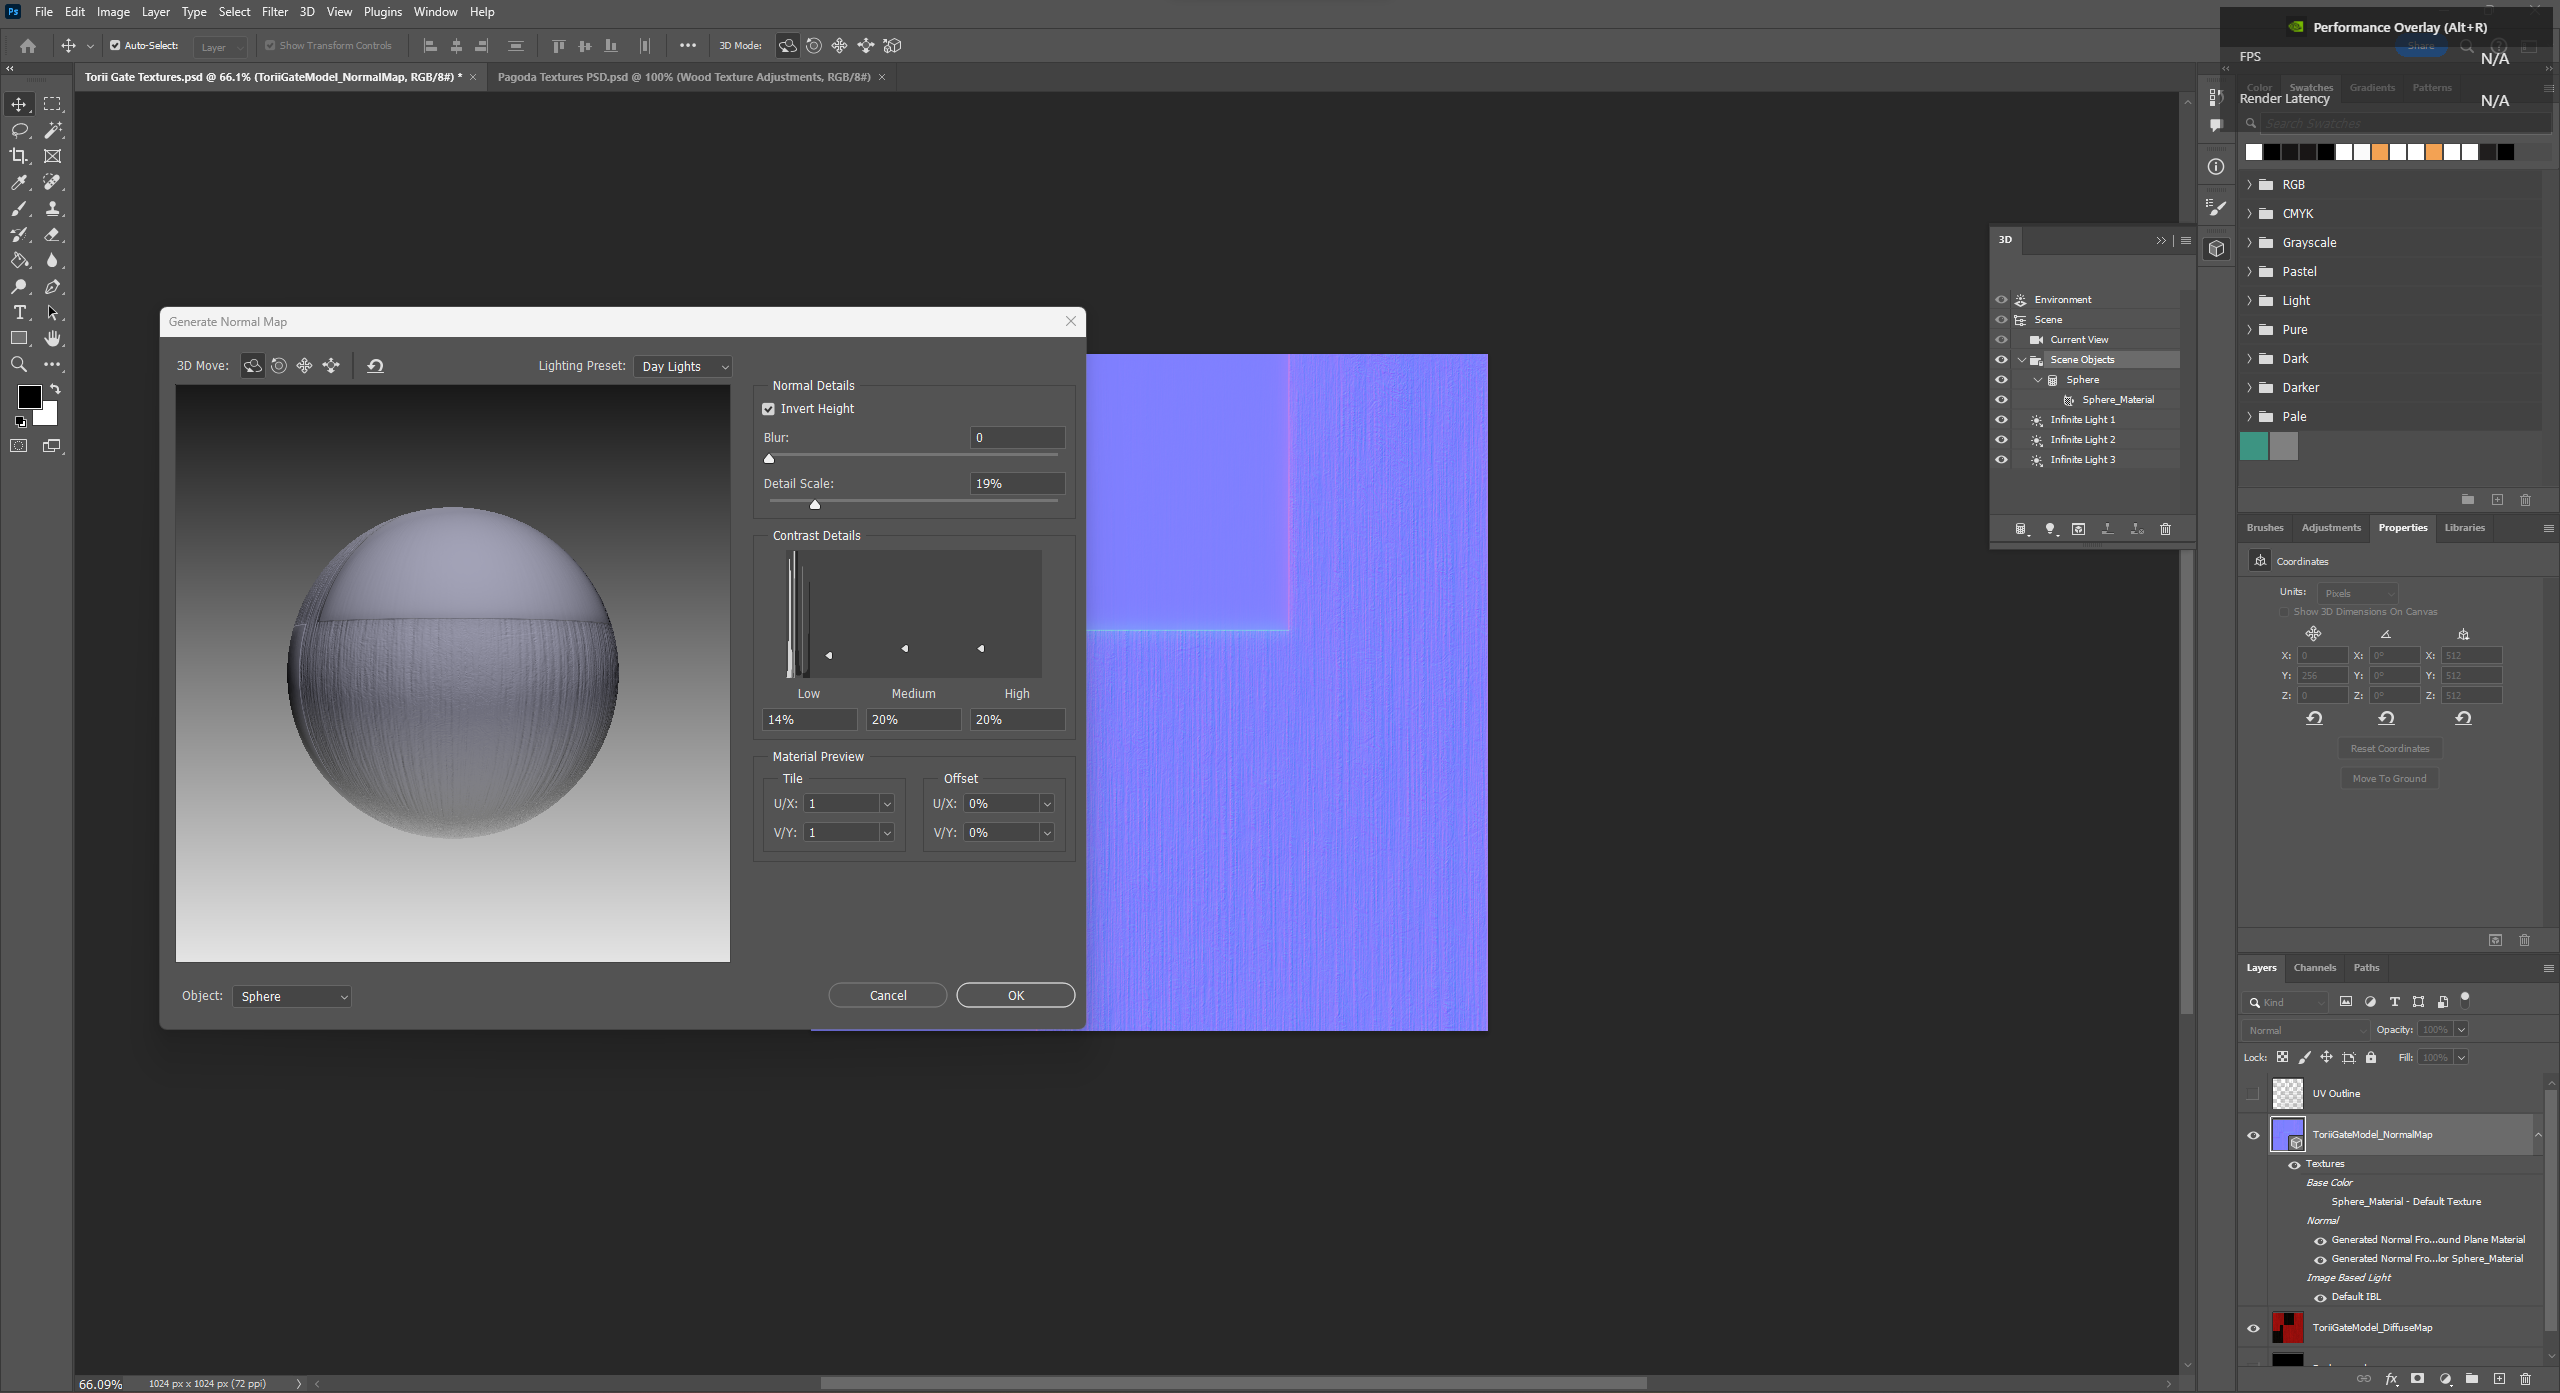 Ps File Edit Image Layer Type Select Filter 3D View Plugins Window Help
Performance Overlay (Alt+R)
Auto-Select: Layer Show Transform Controls 3D Mode: Share
FPS N/A
Render Latency N/A
Torii Gate Textures.psd @ 66.1% (ToriiGateModel_NormalMap, RGB/8#) *
Pagoda Textures PSD.psd @ 100% (Wood Texture Adjustments, RGB/8#)
Color Swatches Gradients Patterns
Search Swatches
RGB
CMYK
Grayscale
Pastel
Light
Pure
Dark
Darker
Pale
3D
Environment
Scene
Current View
Scene Objects
Sphere
Sphere_Material
Infinite Light 1
Infinite Light 2
Infinite Light 3
Generate Normal Map
3D Move:
Lighting Preset: Day Lights
Normal Details
Invert Height
Blur: 0
Detail Scale: 19%
Contrast Details
Low Medium High
14% 20% 20%
Material Preview
Tile Offset
U/X: 1 U/X: 0%
V/Y: 1 V/Y: 0%
Object: Sphere
Cancel OK
Brushes Adjustments Properties Libraries
Coordinates
Units: Pixels
Show 3D Dimensions On Canvas
X: 0 X: 0° X: 512
Y: 256 Y: 0° Y: 512
Z: 0 Z: 0° Z: 512
Reset Coordinates
Move To Ground
Layers Channels Paths
Kind
Normal Opacity: 100%
Lock: Fill: 100%
UV Outline
ToriiGateModel_NormalMap
Textures
Base Color
Sphere_Material - Default Texture
Normal
Generated Normal Fro...ound Plane Material
Generated Normal Fro...lor Sphere_Material
Image Based Light
Default IBL
ToriiGateModel_DiffuseMap
fx
66.09% 1024 px x 1024 px (72 ppi)